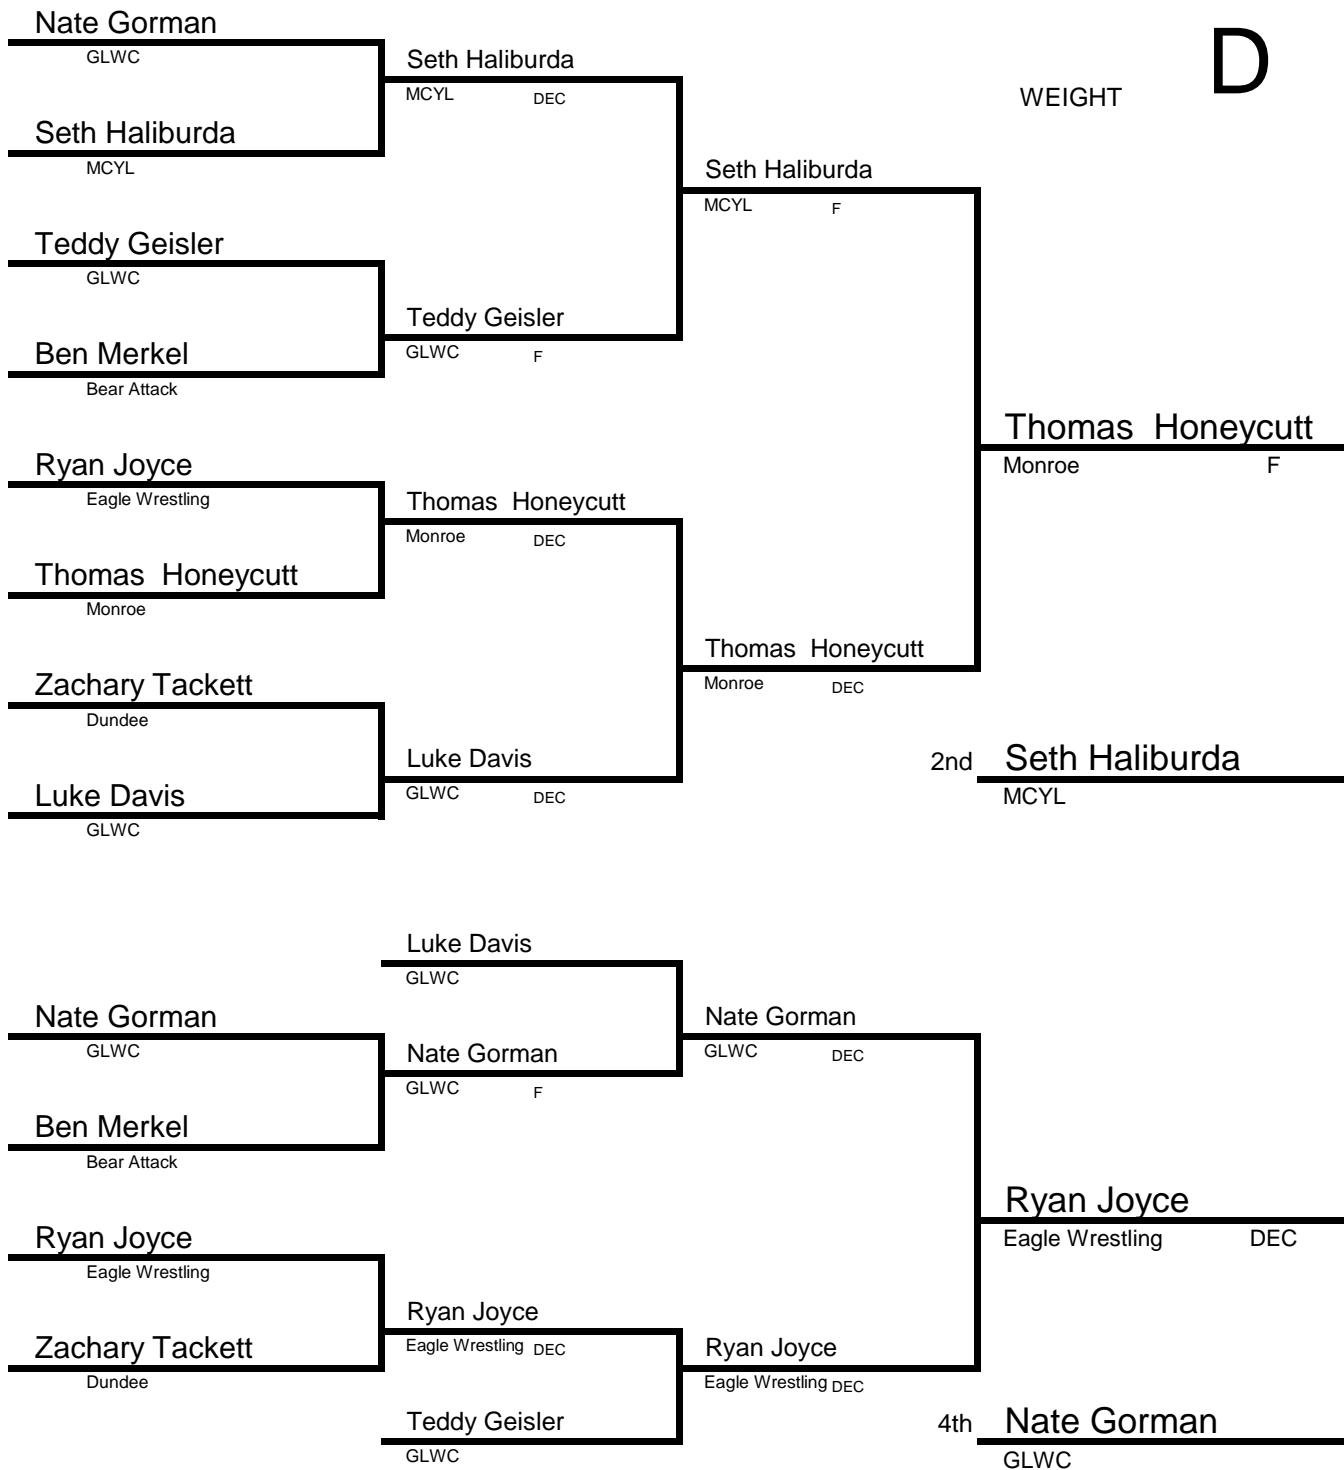 Nate Gorman
GLWC
Seth Haliburda
MCYL DEC
D
WEIGHT
Seth Haliburda
MCYL
Seth Haliburda
MCYL F
Teddy Geisler
GLWC
Teddy Geisler
GLWC F
Ben Merkel
Bear Attack
Thomas Honeycutt
Monroe F
Ryan Joyce
Eagle Wrestling
Thomas Honeycutt
Monroe DEC
Thomas Honeycutt
Monroe
Thomas Honeycutt
Monroe DEC
Zachary Tackett
Dundee
Luke Davis
GLWC DEC
2nd Seth Haliburda
MCYL
Luke Davis
GLWC
Luke Davis
GLWC
Nate Gorman
GLWC
Nate Gorman
GLWC DEC
Nate Gorman
GLWC F
Ben Merkel
Bear Attack
Ryan Joyce
Eagle Wrestling DEC
Ryan Joyce
Eagle Wrestling
Ryan Joyce
Eagle Wrestling DEC
Zachary Tackett
Dundee
Ryan Joyce
Eagle Wrestling DEC
Teddy Geisler
GLWC
4th Nate Gorman
GLWC